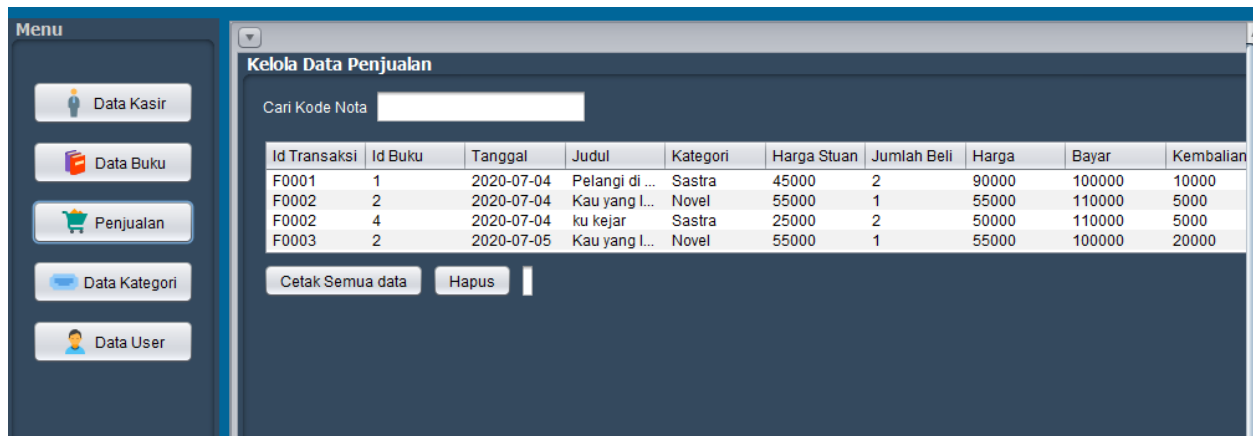 Menu
Data Kasir
Data Buku
Penjualan
Data Kategori
Data User
Kelola Data Penjualan
Cari Kode Nota
Id Transaksi Id Buku Tanggal Judul Kategori Harga Stuan Jumlah Beli Harga Bayar Kembalian
F0001 1 2020-07-04 Pelangi di ... Sastra 45000 2 90000 100000 10000
F0002 2 2020-07-04 Kau yang l... Novel 55000 1 55000 110000 5000
F0002 4 2020-07-04 ku kejar Sastra 25000 2 50000 110000 5000
F0003 2 2020-07-05 Kau yang l... Novel 55000 1 55000 100000 20000
Cetak Semua data Hapus